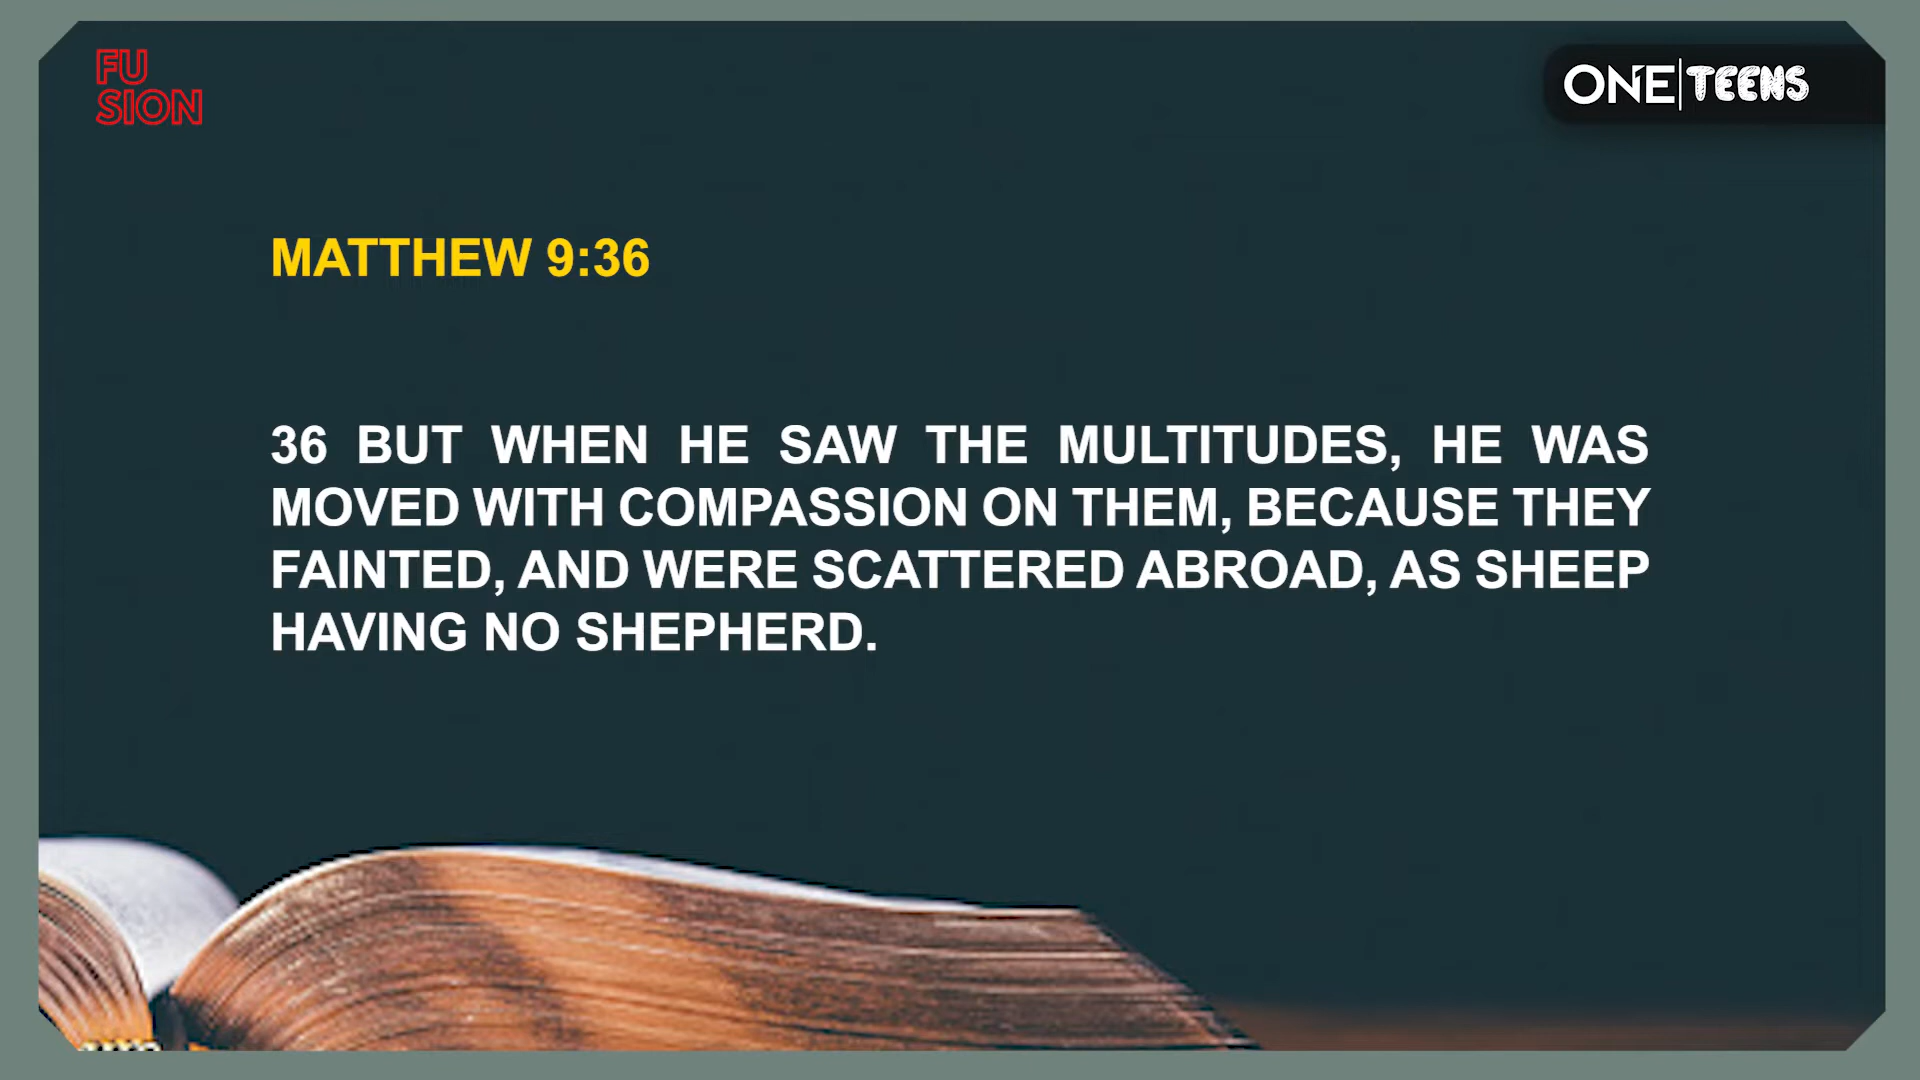 FU
SION
ONE|TEENS
MATTHEW 9:36
36 BUT WHEN HE SAW THE MULTITUDES, HE WAS
MOVED WITH COMPASSION ON THEM, BECAUSE THEY
FAINTED, AND WERE SCATTERED ABROAD, AS SHEEP
HAVING NO SHEPHERD.